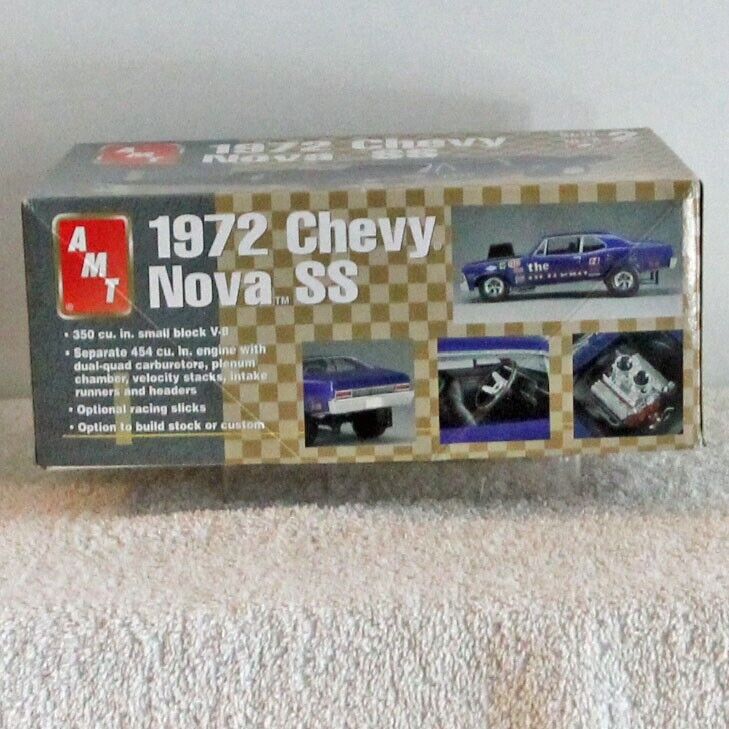 AMT
1972 Chevy
Nova SS
AMT
®
1972 Chevy®
Nova™ SS
• 350 cu. in. small block V-8
• Separate 454 cu. in. engine with
dual-quad carburetors, plenum
chamber, velocity stacks, intake
runners and headers
• Optional racing slicks
• Option to build stock or custom
the